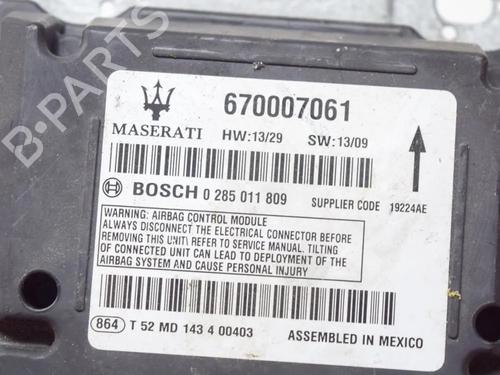 B-PARTS
670007061
MASERATI HW:13/29 SW:13/09
BOSCH 0 285 011 809 SUPPLIER CODE 19224AE
WARNING: AIRBAG CONTROL MODULE
ALWAYS DISCONNECT THE ELECTRICAL CONNECTOR BEFORE
REMOVING THIS UNIT! REFER TO SERVICE MANUAL. TILTING
OF CONNECTED UNIT CAN LEAD TO DEPLOYMENT OF THE
AIRBAG SYSTEM AND CAUSE PERSONAL INJURY
864 T 52 MD 143 4 00403 ASSEMBLED IN MEXICO